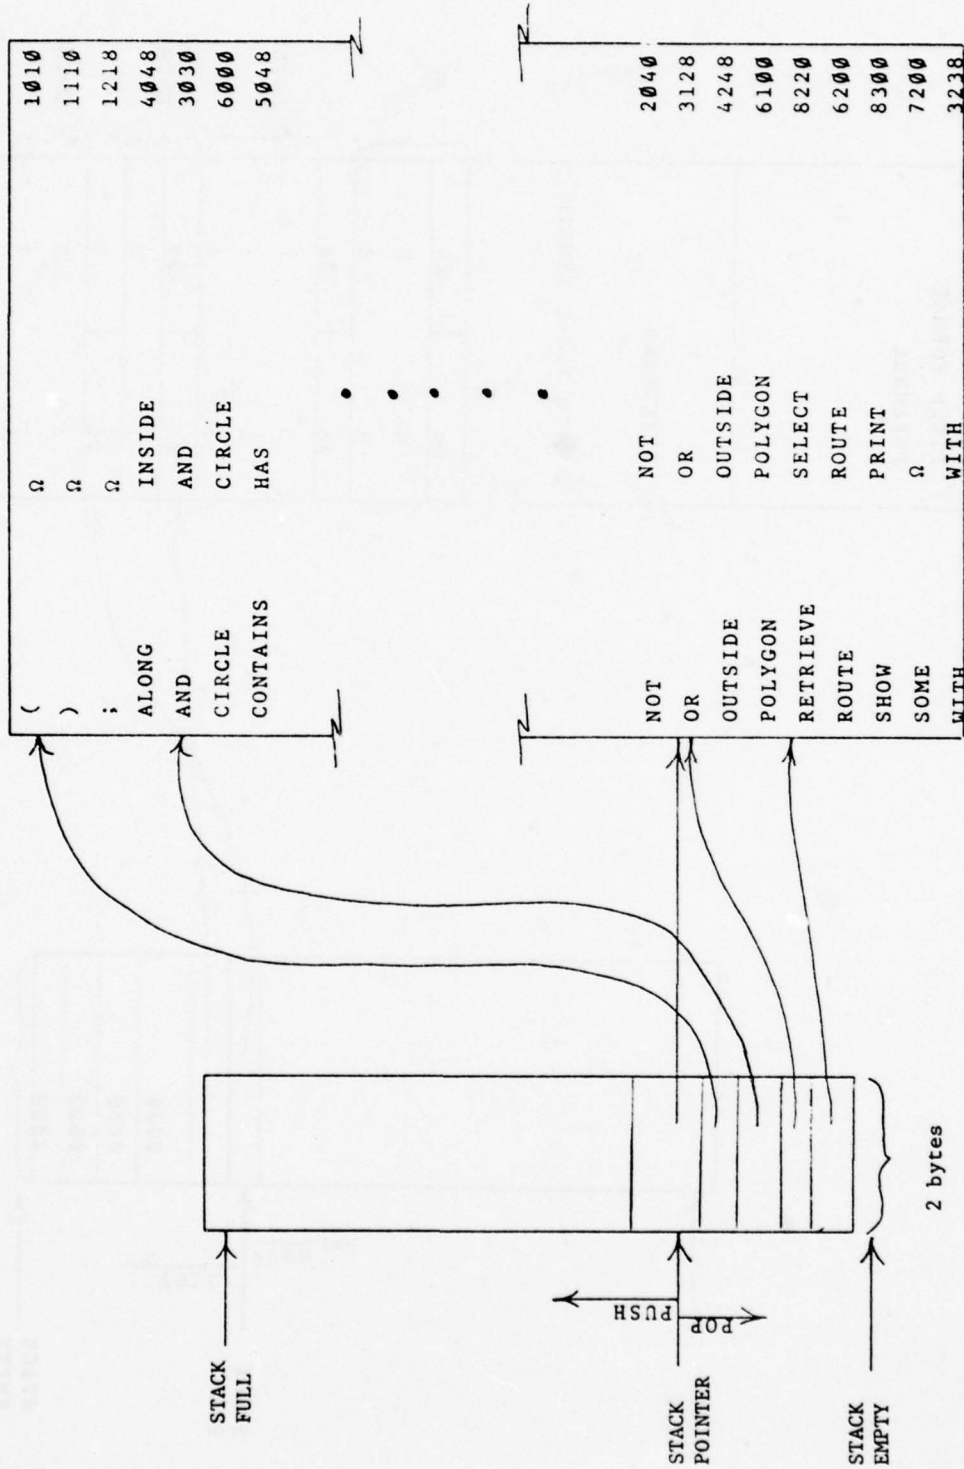 ( Ω 1010
) Ω 1110
; Ω 1218
ALONG INSIDE 4048
AND AND 3030
CIRCLE CIRCLE 6000
CONTAINS HAS 5048
NOT NOT 2040
OR OR 3128
OUTSIDE OUTSIDE 4248
POLYGON POLYGON 6100
RETRIEVE SELECT 8220
ROUTE ROUTE 6200
SHOW PRINT 8300
SOME Ω 7200
WITH WITH 3238
STACK
FULL
PUSH
POP
STACK
POINTER
STACK
EMPTY
2 bytes